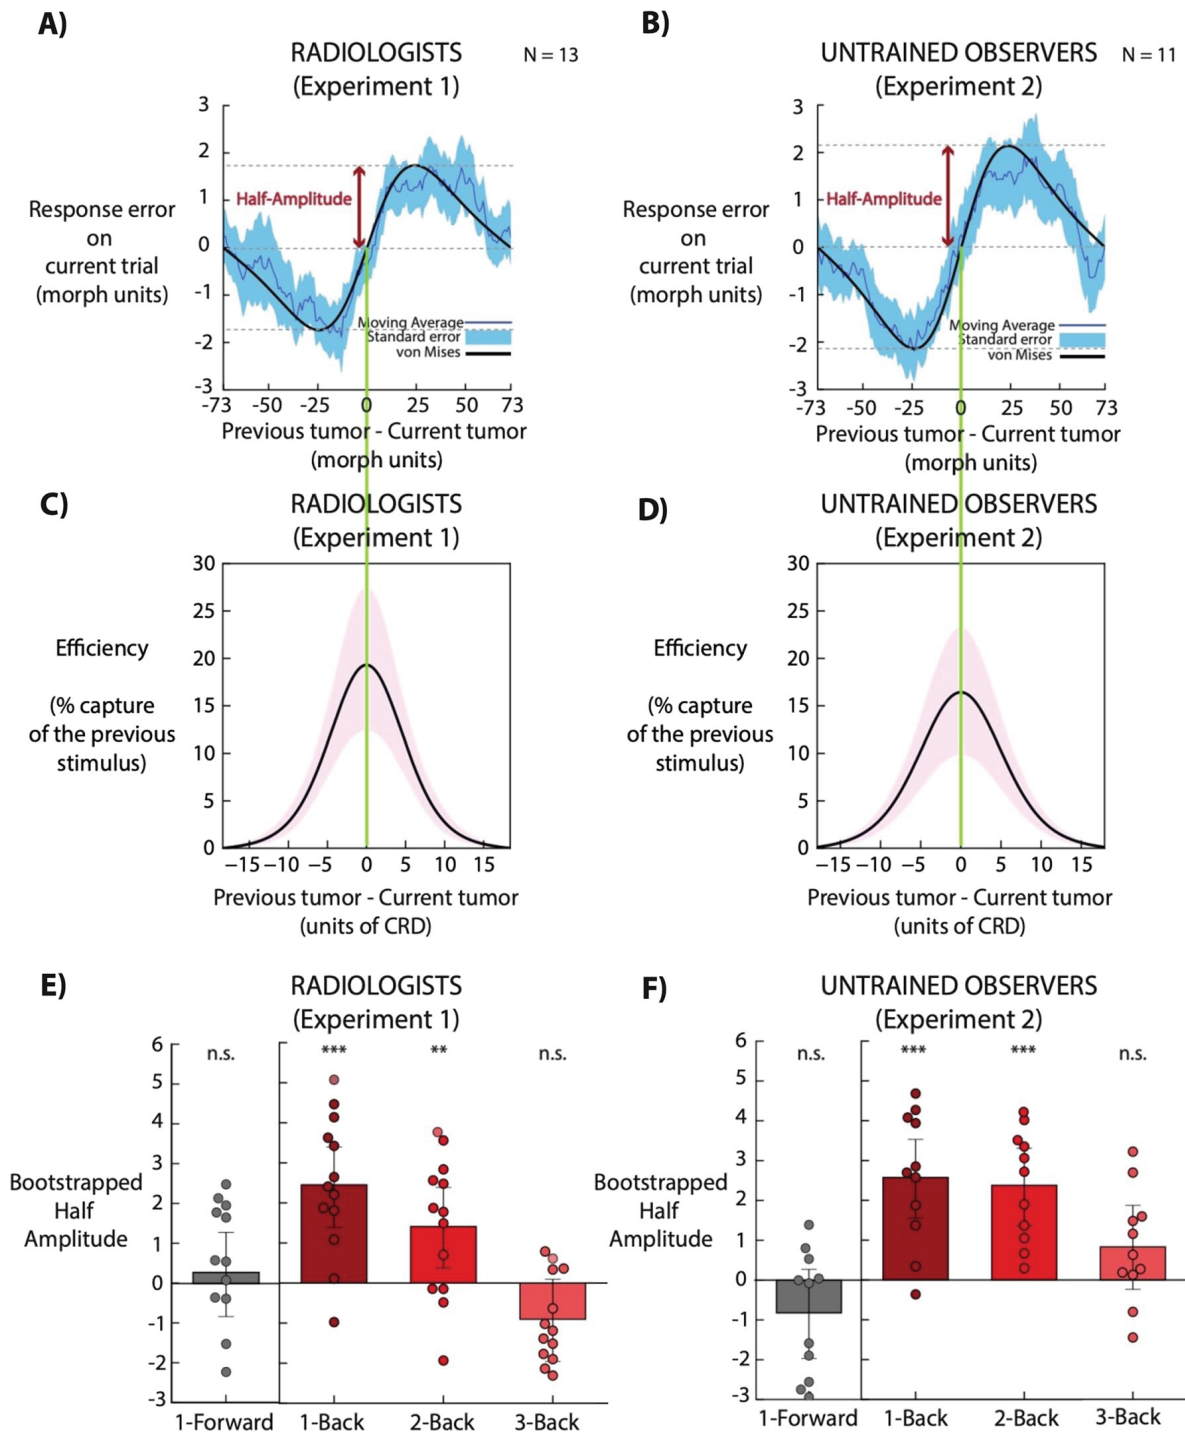 A)
RADIOLOGISTS
(Experiment 1)
N = 13
Response error
on
current trial
(morph units)
3
2
1
0
-1
-2
-3
Half-Amplitude
Moving Average
Standard error
von Mises
-73 -50 -25 0 25 50 73
Previous tumor - Current tumor
(morph units)
B)
UNTRAINED OBSERVERS
(Experiment 2)
N = 11
Response error
on
current trial
(morph units)
3
2
1
0
-1
-2
-3
Half-Amplitude
Moving Average
Standard error
von Mises
-73 -50 -25 0 25 50 73
Previous tumor - Current tumor
(morph units)
C)
RADIOLOGISTS
(Experiment 1)
Efficiency
(% capture
of the previous
stimulus)
30
25
20
15
10
5
0
−15 −10 −5 0 5 10 15
Previous tumor - Current tumor
(units of CRD)
D)
UNTRAINED OBSERVERS
(Experiment 2)
Efficiency
(% capture
of the previous
stimulus)
30
25
20
15
10
5
0
−15 −10 −5 0 5 10 15
Previous tumor - Current tumor
(units of CRD)
E)
RADIOLOGISTS
(Experiment 1)
Bootstrapped
Half
Amplitude
6
5
4
3
2
1
0
-1
-2
-3
n.s. *** ** n.s.
1-Forward 1-Back 2-Back 3-Back
F)
UNTRAINED OBSERVERS
(Experiment 2)
Bootstrapped
Half
Amplitude
6
5
4
3
2
1
0
-1
-2
-3
n.s. *** *** n.s.
1-Forward 1-Back 2-Back 3-Back